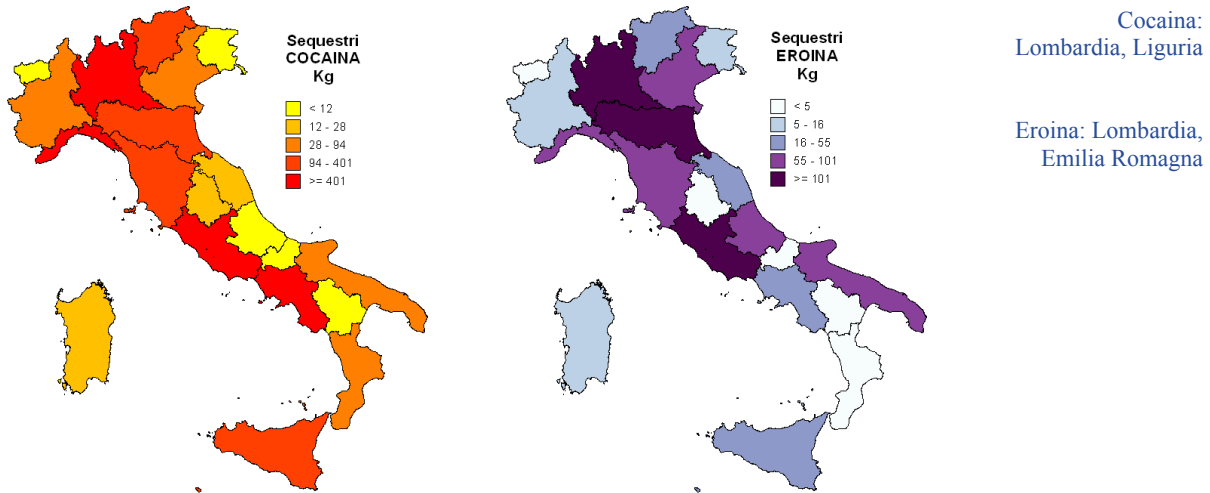 Sequestri
COCAINA
Kg
< 12
12 - 28
28 - 94
94 - 401
>= 401
Sequestri
EROINA
Kg
< 5
5 - 16
16 - 55
55 - 101
>= 101
Cocaina:
Lombardia, Liguria
Eroina: Lombardia,
Emilia Romagna